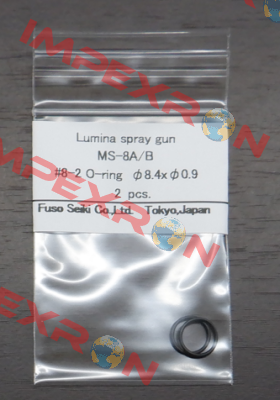 IMPEXRON
Lumina spray gun
MS-8A/B
#8-2 O-ring φ8.4xφ0.9
2 pcs.
Fuso Seiki Co,Ltd. Tokyo,Japan
IMPEXRON